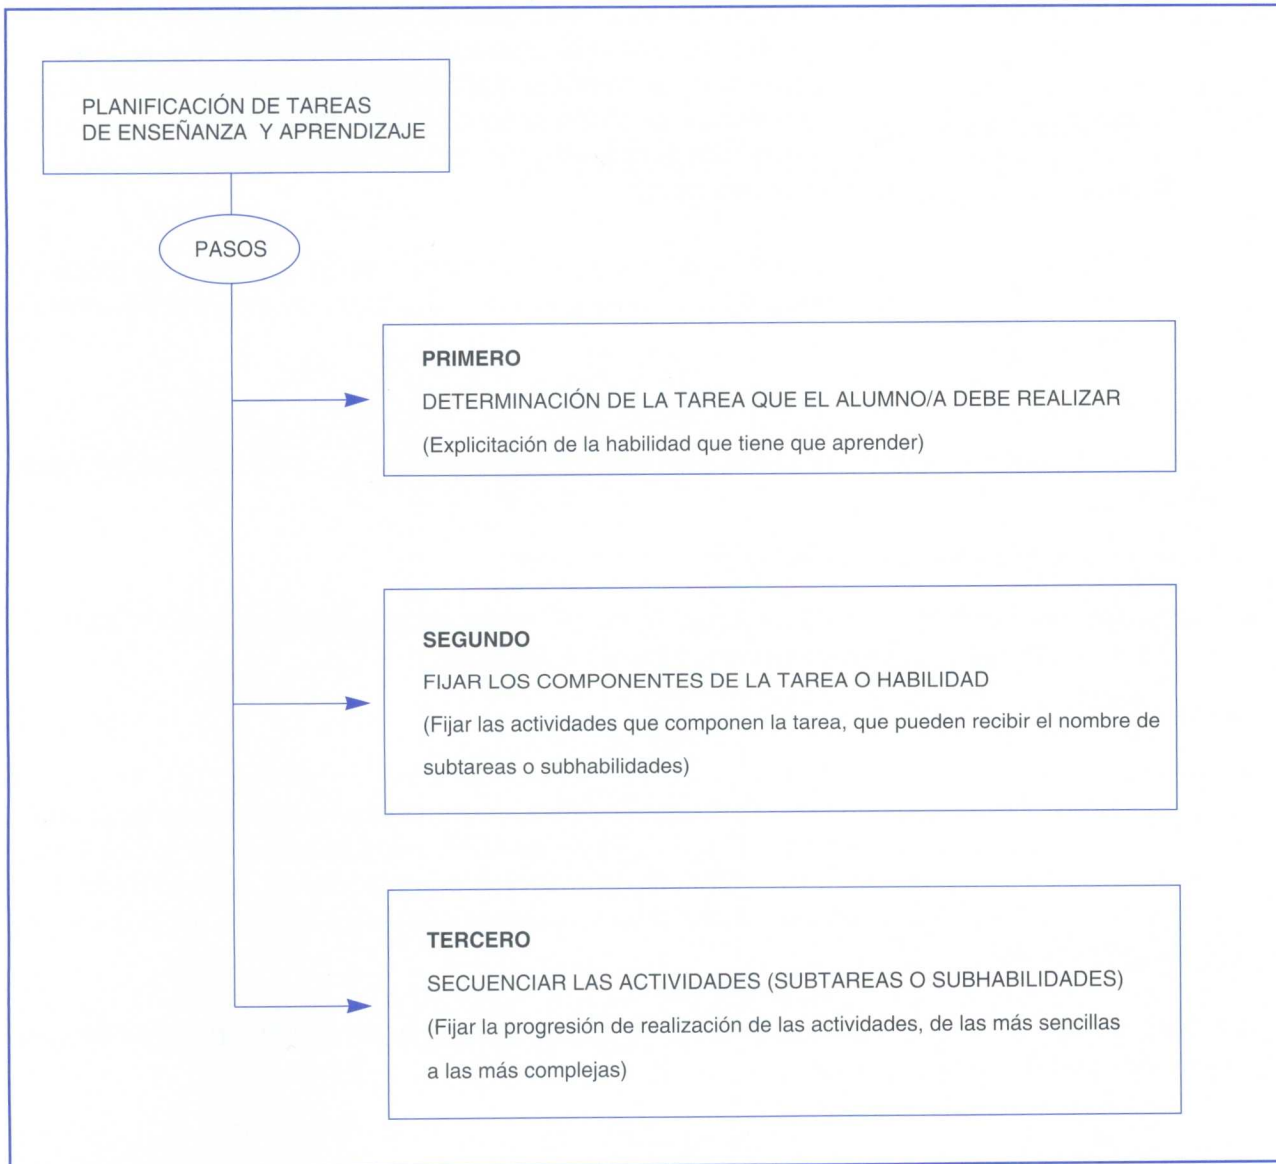 PLANIFICACIÓN DE TAREAS
DE ENSEÑANZA Y APRENDIZAJE
PASOS
PRIMERO
DETERMINACIÓN DE LA TAREA QUE EL ALUMNO/A DEBE REALIZAR
(Explicitación de la habilidad que tiene que aprender)
SEGUNDO
FIJAR LOS COMPONENTES DE LA TAREA O HABILIDAD
(Fijar las actividades que componen la tarea, que pueden recibir el nombre de
subtareas o subhabilidades)
TERCERO
SECUENCIAR LAS ACTIVIDADES (SUBTAREAS O SUBHABILIDADES)
(Fijar la progresión de realización de las actividades, de las más sencillas
a las más complejas)